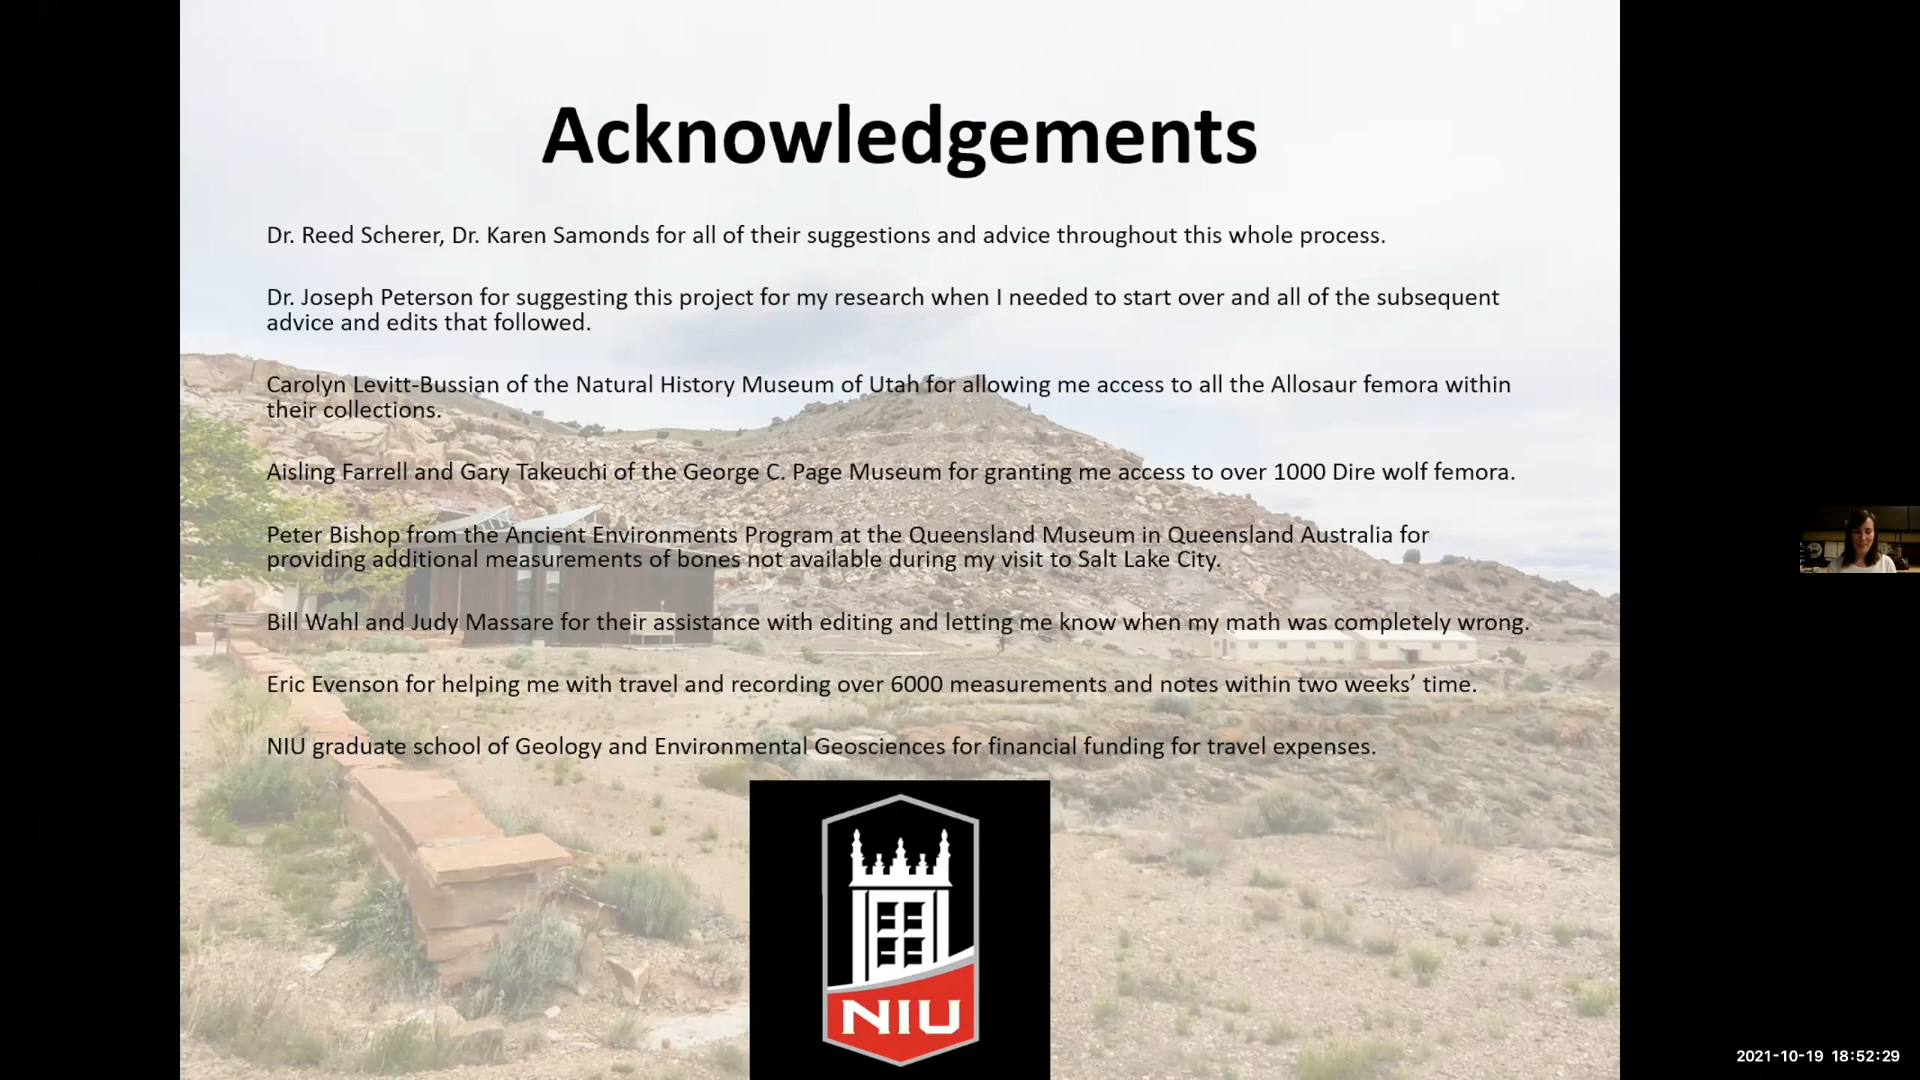 Acknowledgements
Dr. Reed Scherer, Dr. Karen Samonds for all of their suggestions and advice throughout this whole process.
Dr. Joseph Peterson for suggesting this project for my research when I needed to start over and all of the subsequent
advice and edits that followed.
Carolyn Levitt-Bussian of the Natural History Museum of Utah for allowing me access to all the Allosaur femora within
their collections.
Aisling Farrell and Gary Takeuchi of the George C. Page Museum for granting me access to over 1000 Dire wolf femora.
Peter Bishop from the Ancient Environments Program at the Queensland Museum in Queensland Australia for
providing additional measurements of bones not available during my visit to Salt Lake City.
Bill Wahl and Judy Massare for their assistance with editing and letting me know when my math was completely wrong.
Eric Evenson for helping me with travel and recording over 6000 measurements and notes within two weeks’ time.
NIU graduate school of Geology and Environmental Geosciences for financial funding for travel expenses.
NIU
2021-10-19 18:52:29